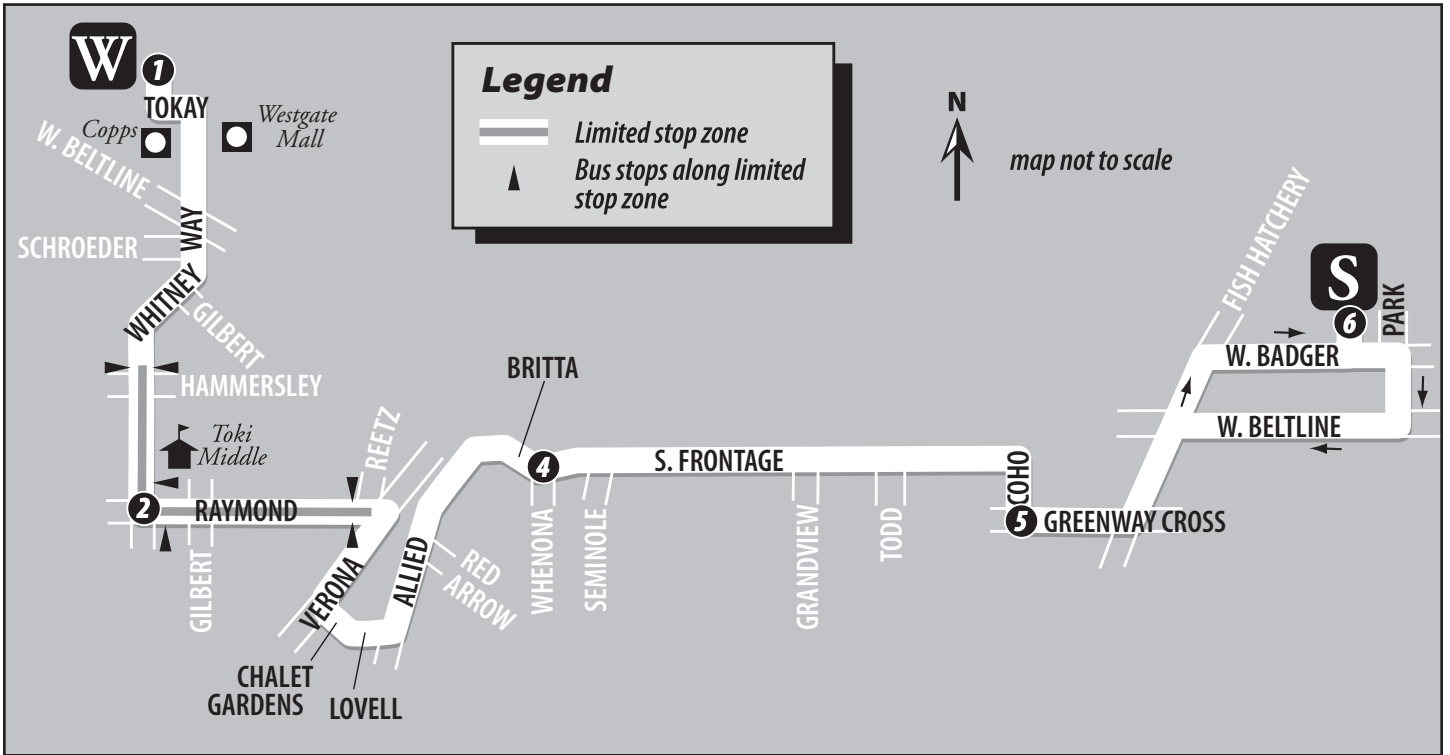 W
1
TOKAY
Copps
Westgate
Mall
W. BELTLINE
SCHROEDER
WHITNEY WAY
GILBERT
HAMMERSLEY
Toki
Middle
2
RAYMOND
GILBERT
REETZ
VERONA
CHALET
GARDENS
LOVELL
ALLIED
RED
ARROW
BRITTA
4
WHENONA
SEMINOLE
S. FRONTAGE
GRANDVIEW
TODD
COHO
5
GREENWAY CROSS
FISH HATCHERY
S
6
PARK
W. BADGER
W. BELTLINE
Legend
Limited stop zone
Bus stops along limited
stop zone
N
map not to scale